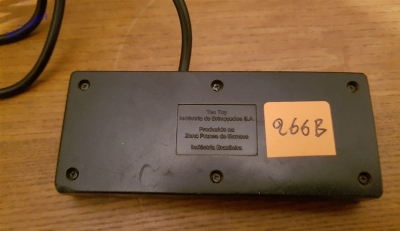 Tec Toy
Indústria de Brinquedos S.A.
Produzido na
Zona Franca de Manaus
Indústria Brasileira
266B